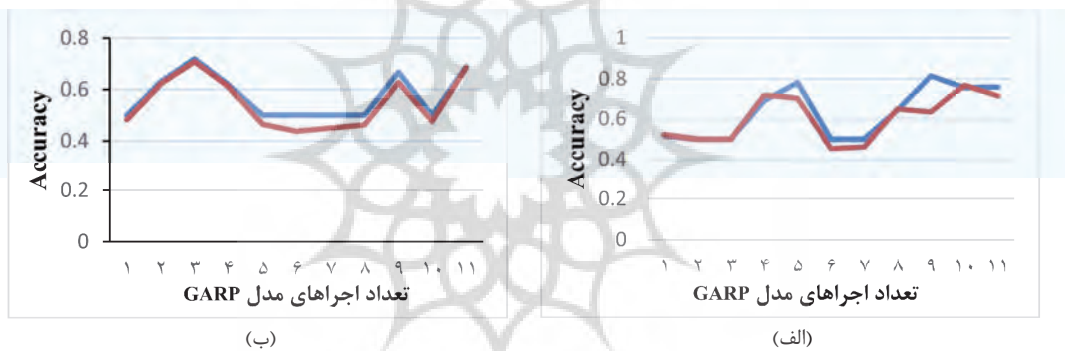 1
0.8
0.6
0.4
0.2
0
Accuracy
۱ ۲ ۳ ۴ ۵ ۶ ۷ ۸ ۹ ۱۰ ۱۱
تعداد اجراهای مدل GARP
(الف)
0.8
0.6
0.4
0.2
0
Accuracy
۱ ۲ ۳ ۴ ۵ ۶ ۷ ۸ ۹ ۱۰ ۱۱
تعداد اجراهای مدل GARP
(ب)